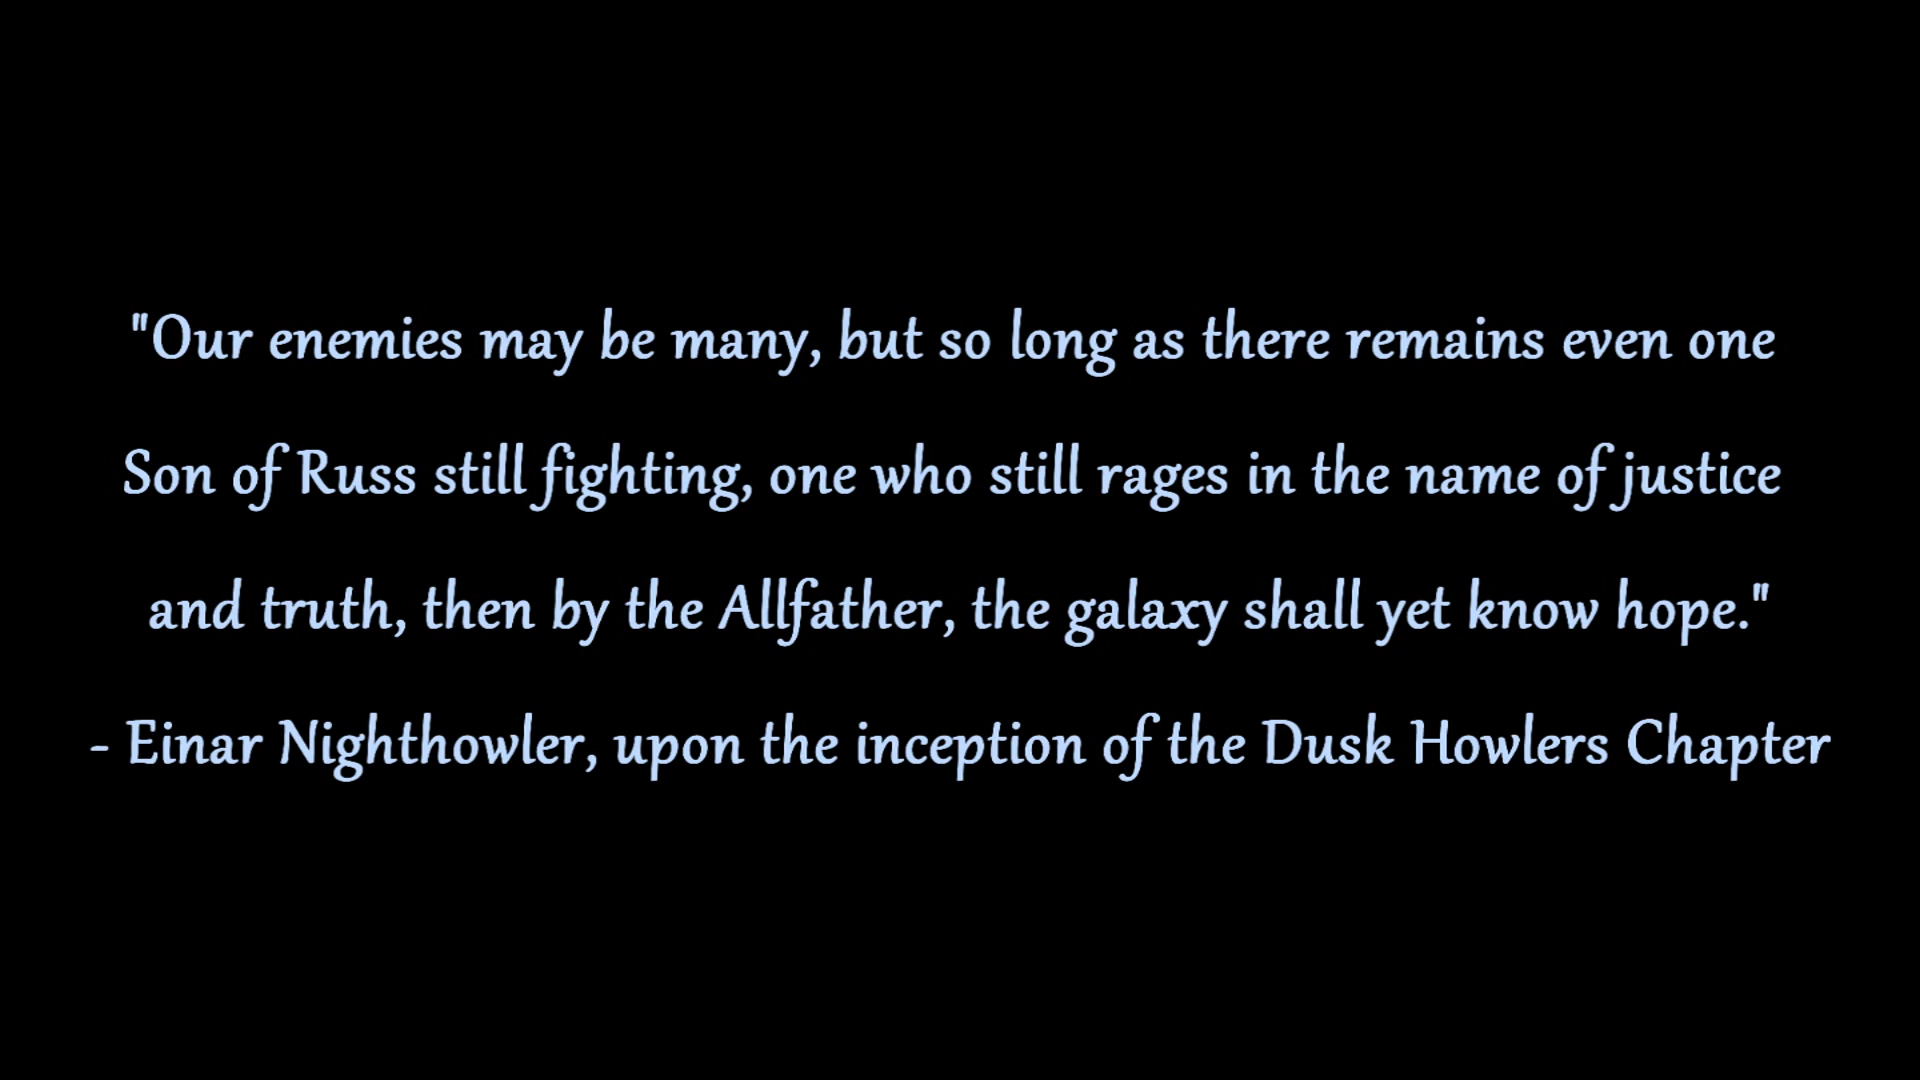 "Our enemies may be many, but so long as there remains even one
Son of Russ still fighting, one who still rages in the name of justice
and truth, then by the Allfather, the galaxy shall yet know hope."
- Einar Nighthowler, upon the inception of the Dusk Howlers Chapter